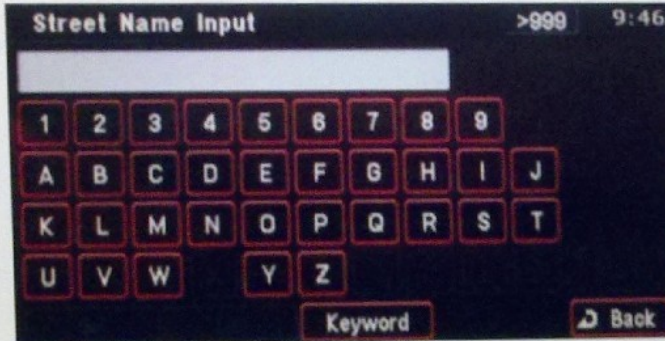 Street Name Input >999 9:46
1 2 3 4 5 6 7 8 9
A B C D E F G H I J
K L M N O P Q R S T
U V W Y Z
Keyword Back